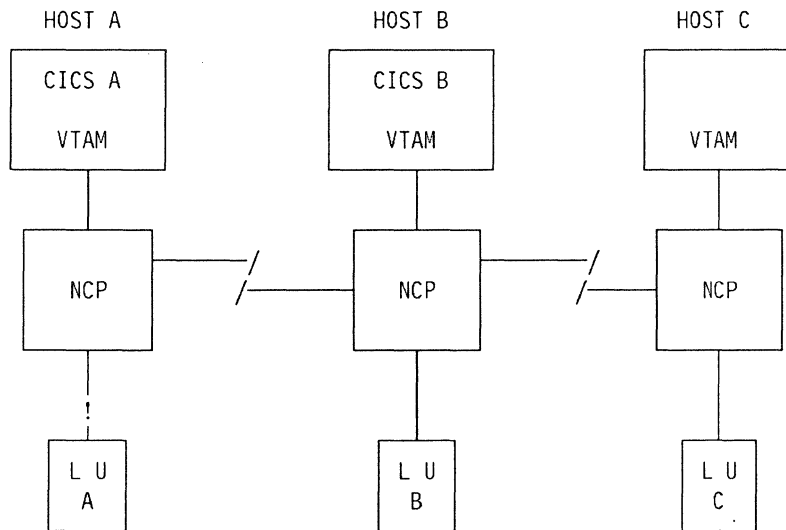 HOST A HOST B HOST C
CICS A CICS B
VTAM VTAM VTAM
NCP NCP NCP
L U L U L U
A B C